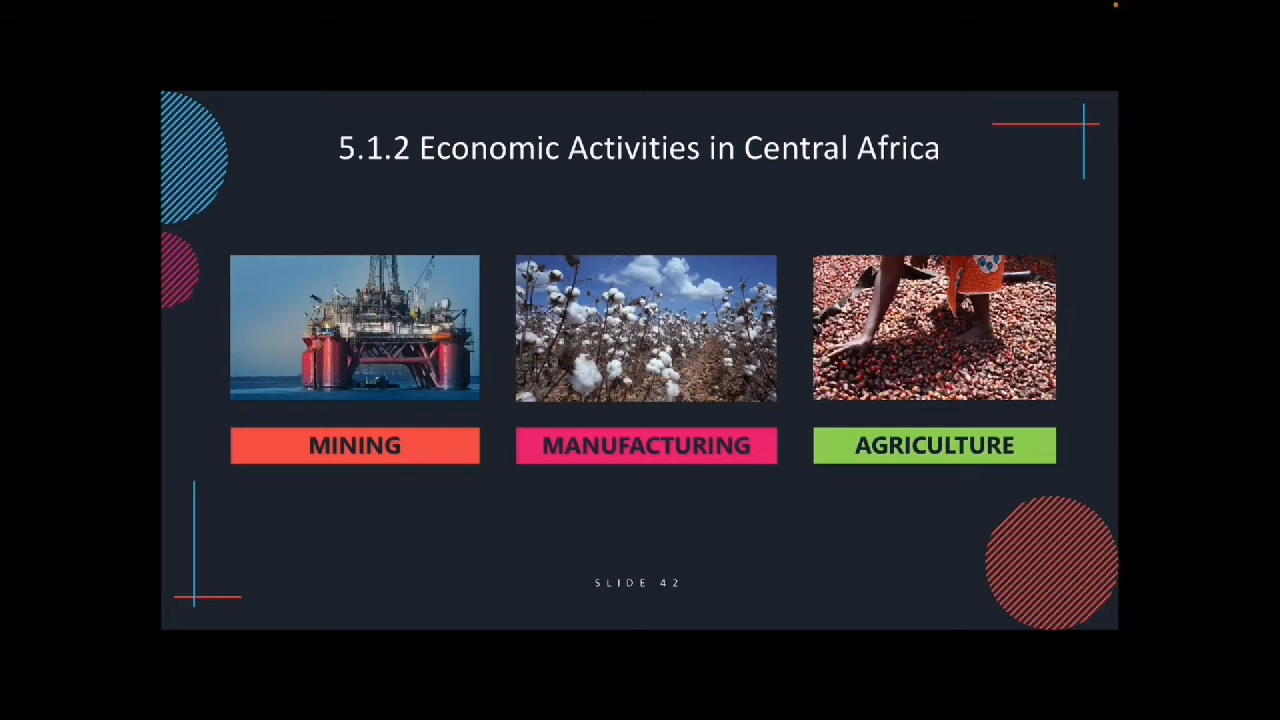 5.1.2 Economic Activities in Central Africa
MINING
MANUFACTURING
AGRICULTURE
SLIDE 42